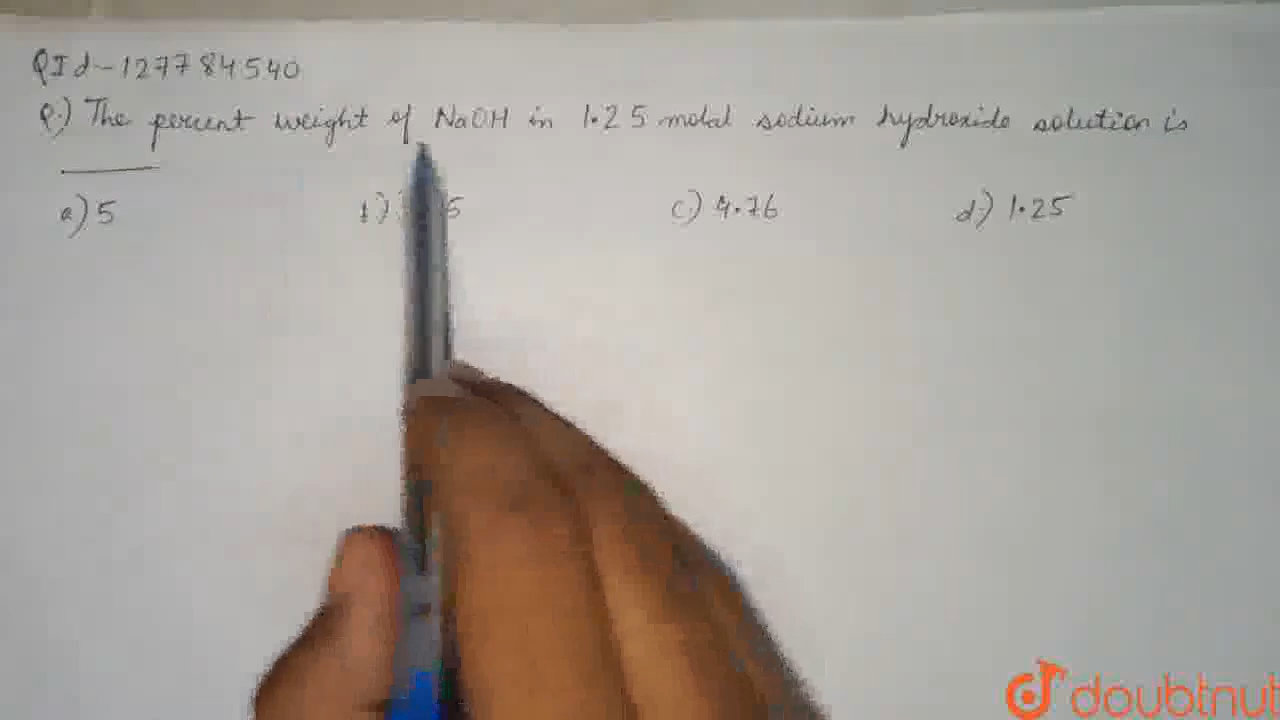 QId-127784540
Q.) The percent weight of NaOH in 1.25 molal sodium hydroxide solution is
a) 5 b) 5 c) 4.76 d.) 1.25
doubtnut